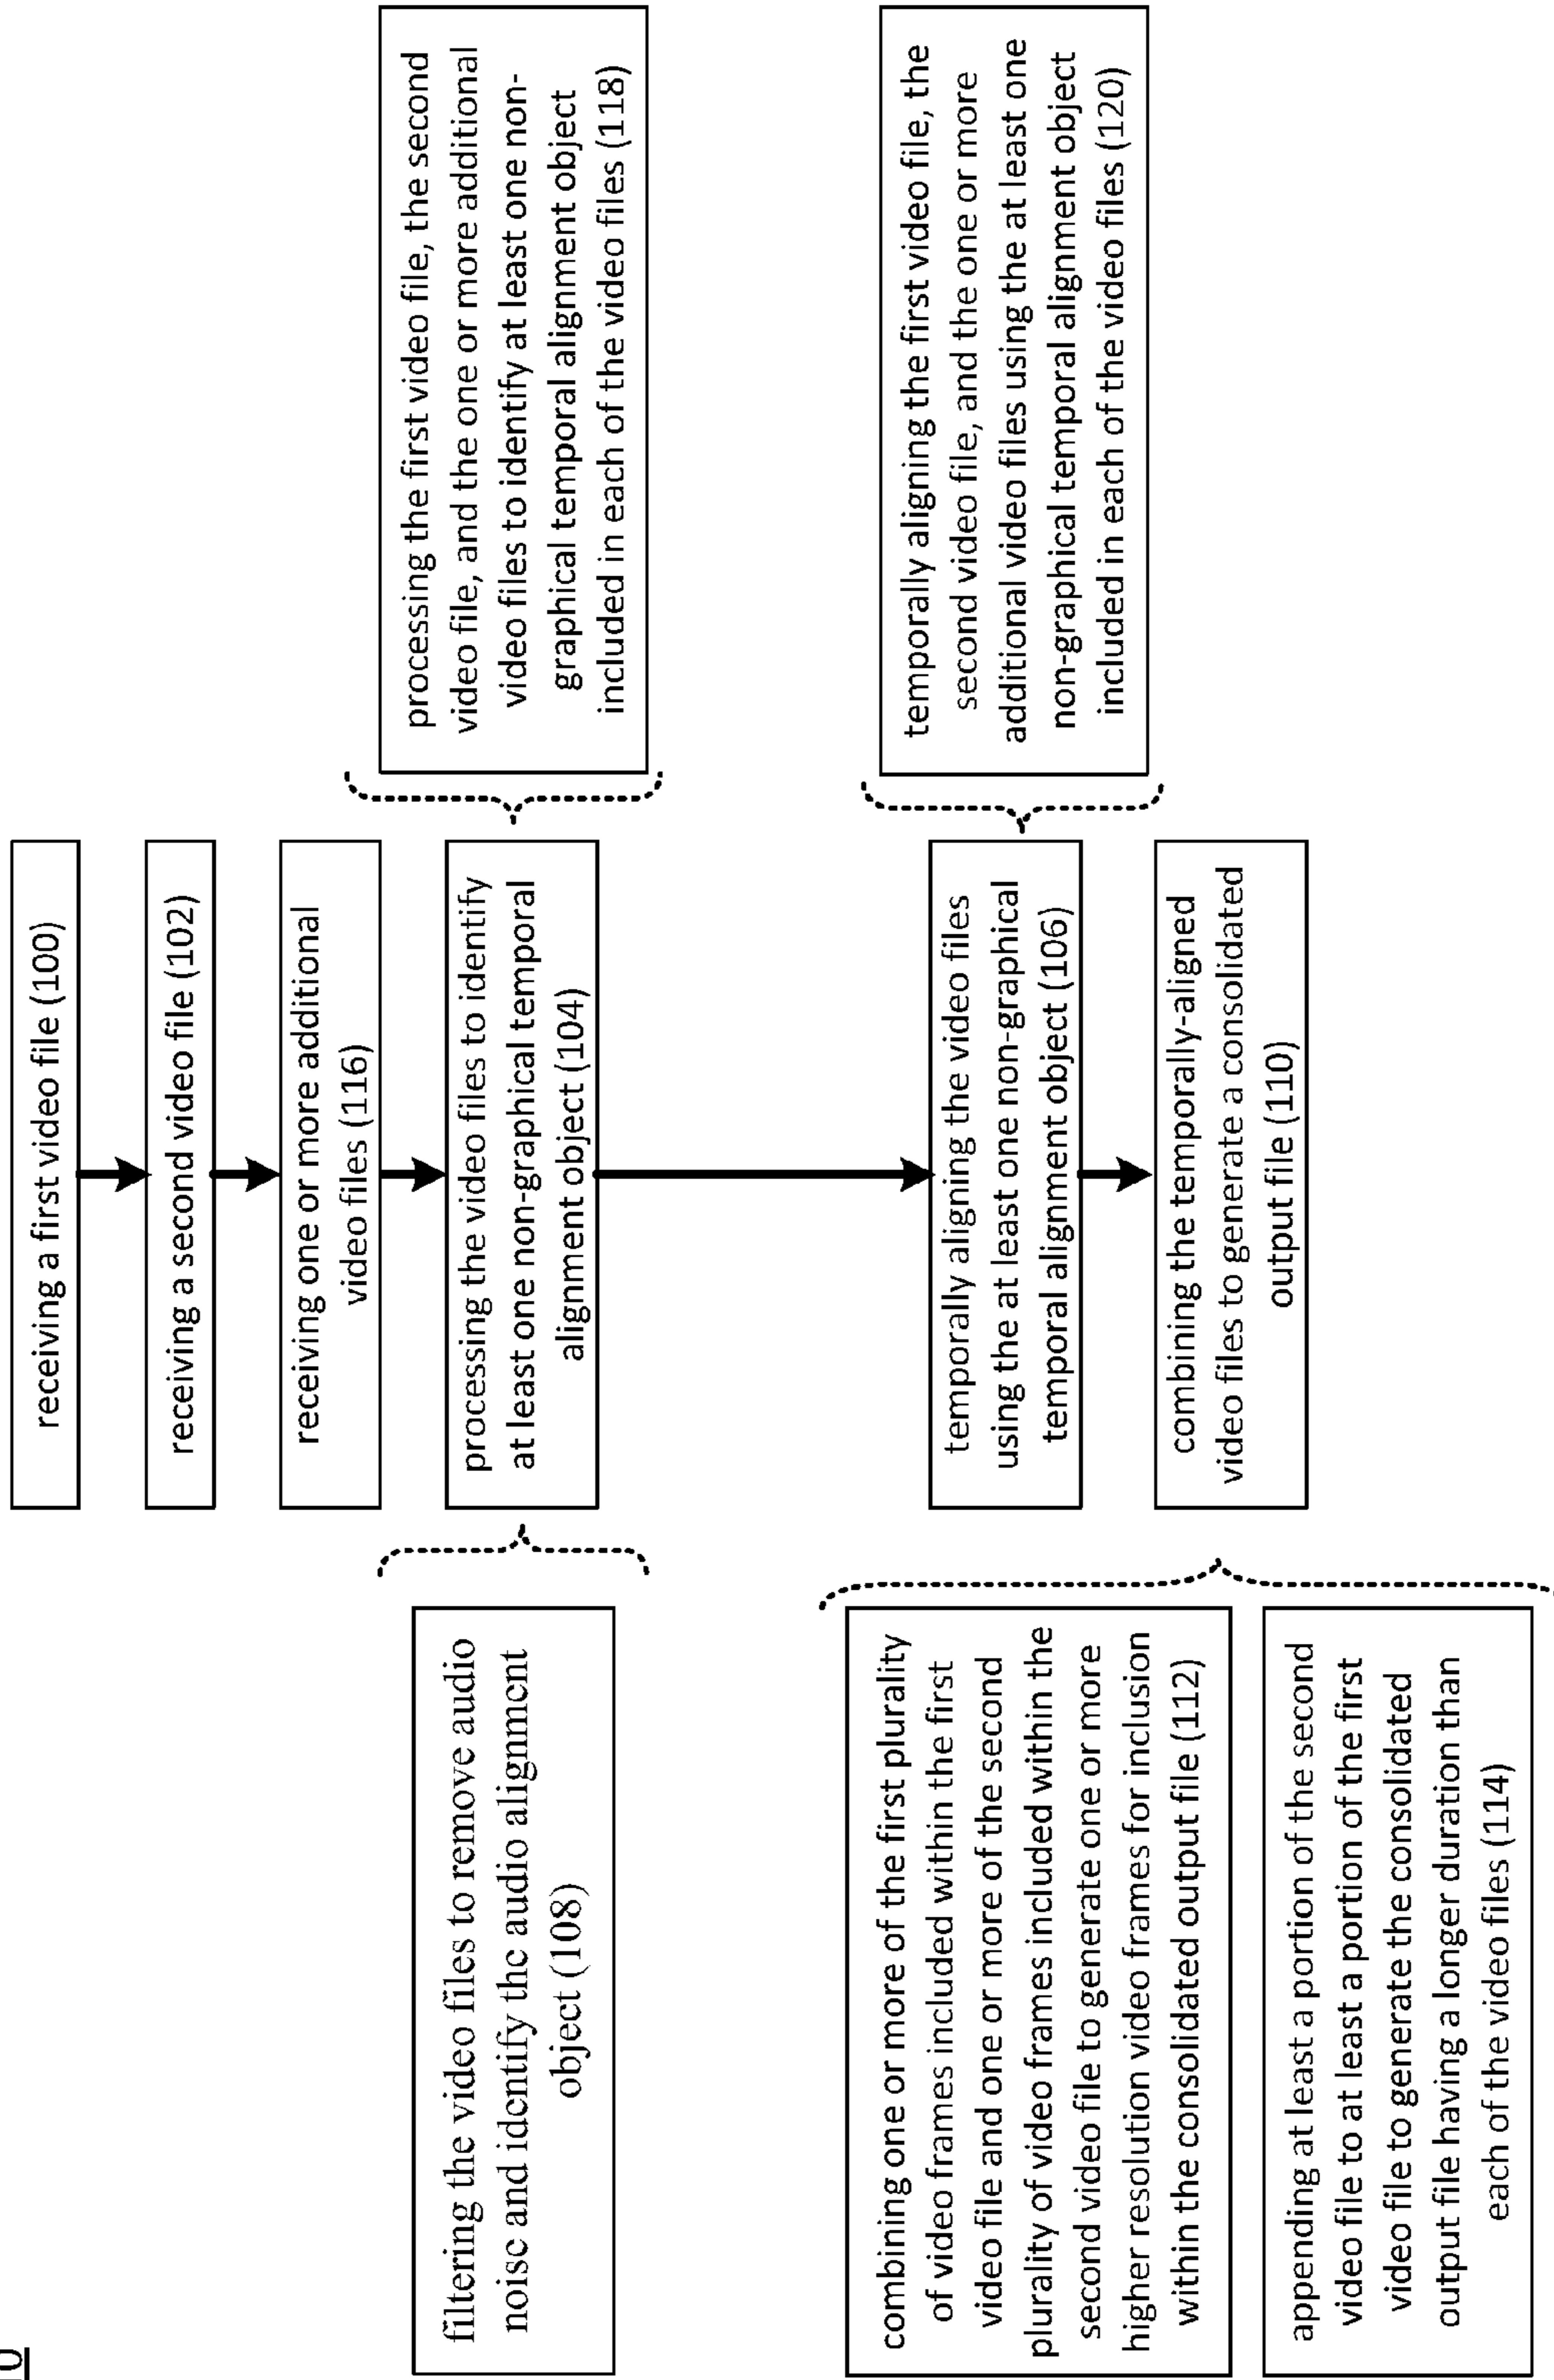 receiving a first video file (100)
receiving a second video file (102)
receiving one or more additional
video files (116)
processing the video files to identify
at least one non-graphical temporal
alignment object (104)
processing the first video file, the second
video file, and the one or more additional
video files to identify at least one non-
graphical temporal alignment object
included in each of the video files (118)
filtering the video files to remove audio
noise and identify the audio alignment
object (108)
temporally aligning the video files
using the at least one non-graphical
temporal alignment object (106)
temporally aligning the first video file, the
second video file, and the one or more
additional video files using the at least one
non-graphical temporal alignment object
included in each of the video files (120)
combining the temporally-aligned
video files to generate a consolidated
output file (110)
combining one or more of the first plurality
of video frames included within the first
video file and one or more of the second
plurality of video frames included within the
second video file to generate one or more
higher resolution video frames for inclusion
within the consolidated output file (112)
appending at least a portion of the second
video file to at least a portion of the first
video file to generate the consolidated
output file having a longer duration than
each of the video files (114)